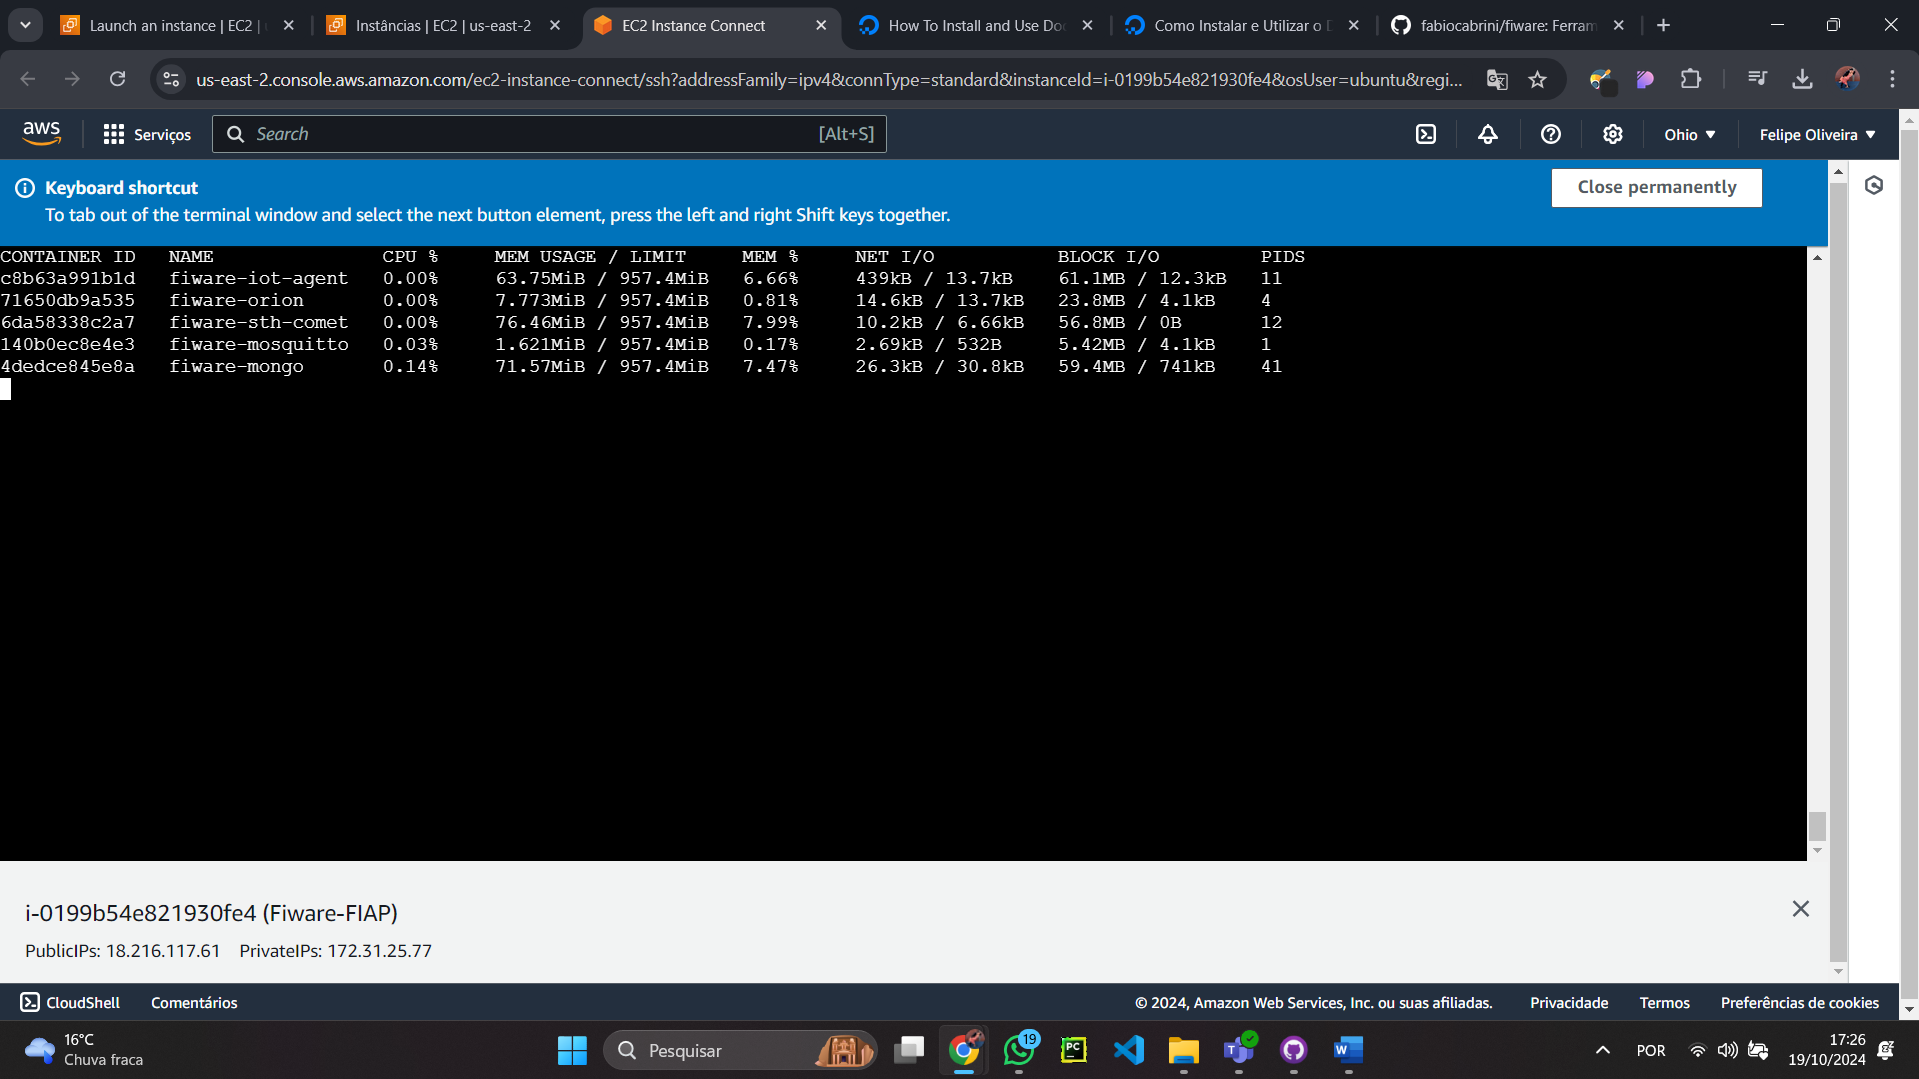 Launch an instance | EC2 |
Instâncias | EC2 | us-east-2
EC2 Instance Connect
How To Install and Use Do
Como Instalar e Utilizar o D
fabiocabrini/fiware: Ferram
us-east-2.console.aws.amazon.com/ec2-instance-connect/ssh?addressFamily=ipv4&connType=standard&instanceId=i-0199b54e821930fe4&osUser=ubuntu&regi...
aws
Serviços
Search
[Alt+S]
Ohio ▼
Felipe Oliveira ▼
Keyboard shortcut
To tab out of the terminal window and select the next button element, press the left and right Shift keys together.
Close permanently
CONTAINER ID NAME CPU % MEM USAGE / LIMIT MEM % NET I/O BLOCK I/O PIDS
c8b63a991b1d fiware-iot-agent 0.00% 63.75MiB / 957.4MiB 6.66% 439kB / 13.7kB 61.1MB / 12.3kB 11
71650db9a535 fiware-orion 0.00% 7.773MiB / 957.4MiB 0.81% 14.6kB / 13.7kB 23.8MB / 4.1kB 4
6da58338c2a7 fiware-sth-comet 0.00% 76.46MiB / 957.4MiB 7.99% 10.2kB / 6.66kB 56.8MB / 0B 12
140b0ec8e4e3 fiware-mosquitto 0.03% 1.621MiB / 957.4MiB 0.17% 2.69kB / 532B 5.42MB / 4.1kB 1
4dedce845e8a fiware-mongo 0.14% 71.57MiB / 957.4MiB 7.47% 26.3kB / 30.8kB 59.4MB / 741kB 41
i-0199b54e821930fe4 (Fiware-FIAP)
PublicIPs: 18.216.117.61 PrivateIPs: 172.31.25.77
CloudShell
Comentários
© 2024, Amazon Web Services, Inc. ou suas afiliadas.
Privacidade
Termos
Preferências de cookies
16°C
Chuva fraca
Pesquisar
19
PC
POR
17:26
19/10/2024